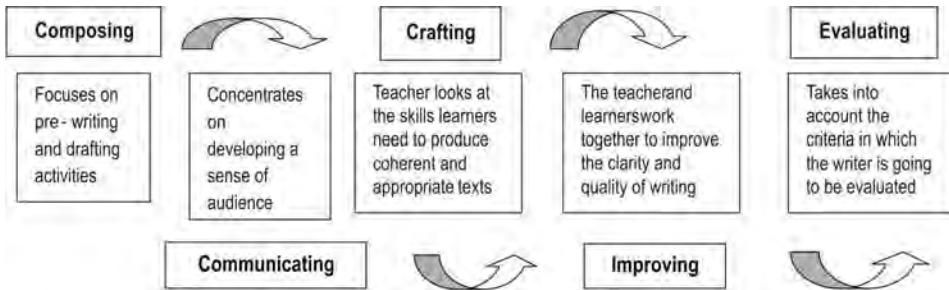 Composing
Crafting
Evaluating
Focuses on
pre - writing
and drafting
activities
Concentrates
on
developing a
sense of
audience
Teacher looks at
the skills learners
need to produce
coherent and
appropriate texts
The teacherand
learnerswork
together to improve
the clarity and
quality of writing
Takes into
account the
criteria in which
the writer is going
to be evaluated
Communicating
Improving